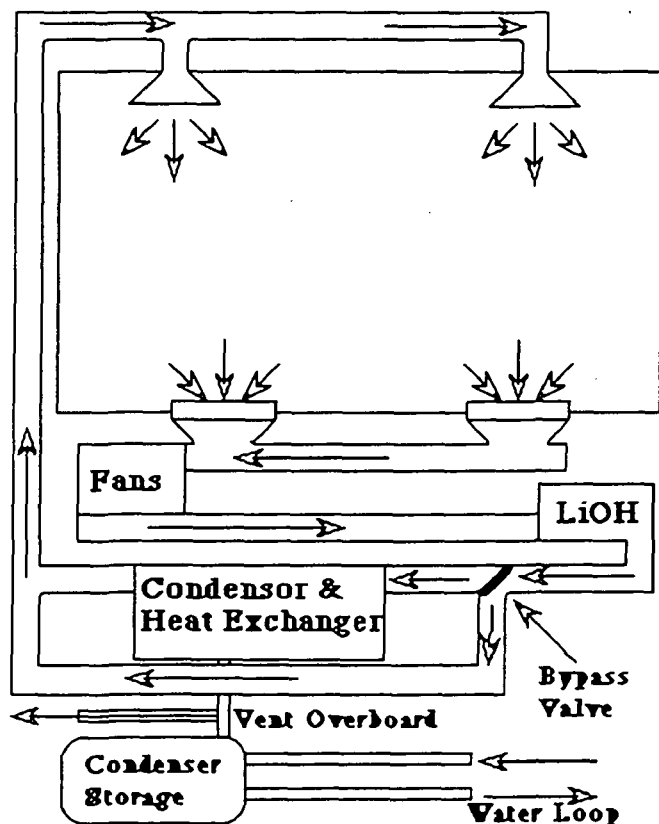 Fans
LiOH
Condensor &
Heat Exchanger
Bypass
Valve
Vent Overboard
Condenser
Storage
Water Loop